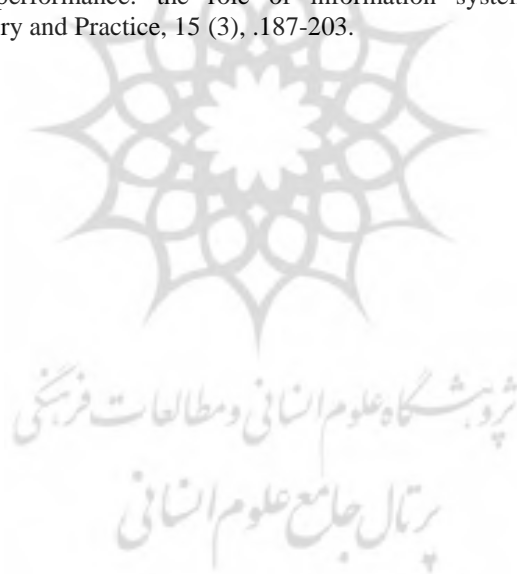 performance: the role of information system
ry and Practice, 15 (3), .187-203.
پژوهشگاه علوم انسانی و مطالعات فرهنگی
پرتال جامع علوم انسانی